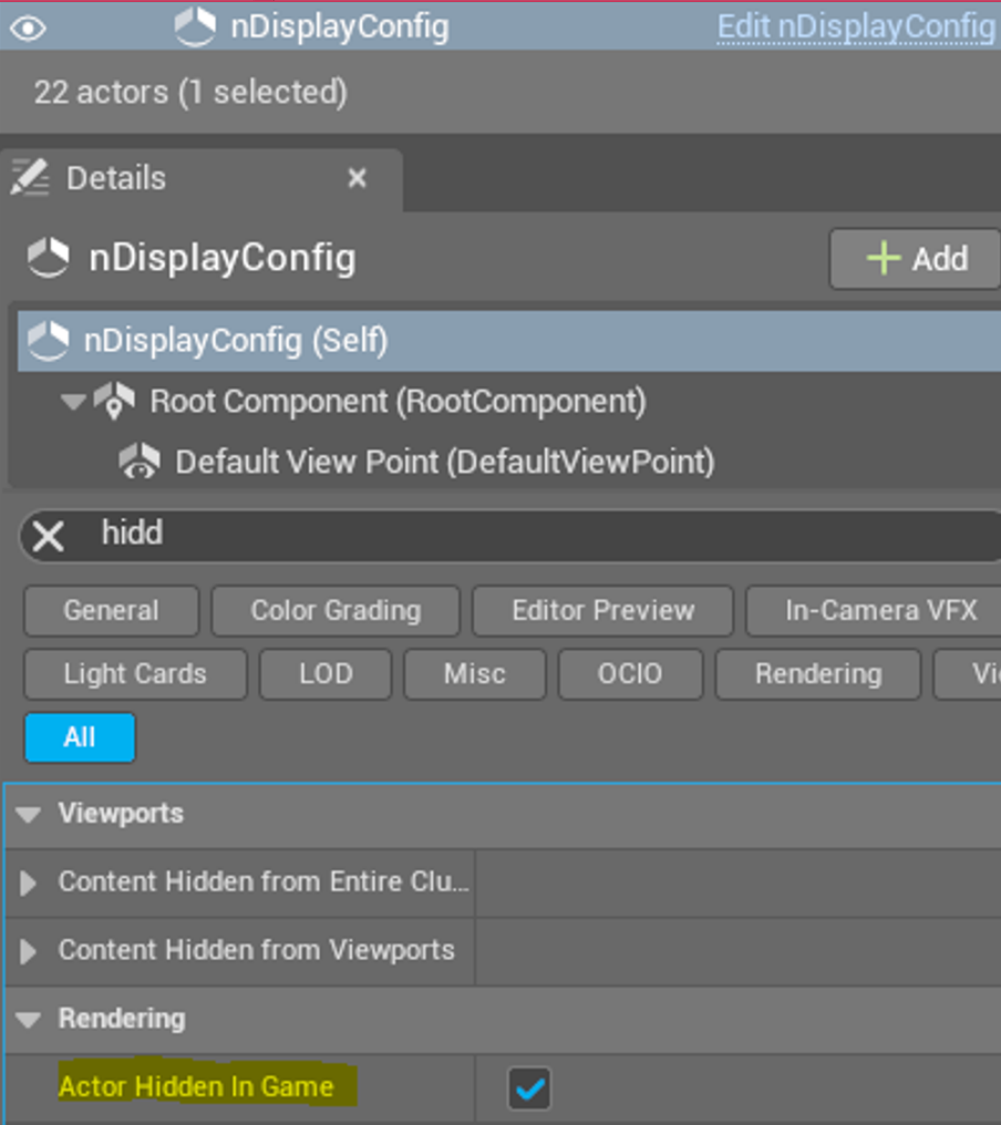 nDisplayConfig Edit nDisplayConfig
22 actors (1 selected)
Details
nDisplayConfig Add
nDisplayConfig (Self)
Root Component (RootComponent)
Default View Point (DefaultViewPoint)
hidd
General Color Grading Editor Preview In-Camera VFX
Light Cards LOD Misc OCIO Rendering
All
Viewports
Content Hidden from Entire Clu...
Content Hidden from Viewports
Rendering
Actor Hidden In Game